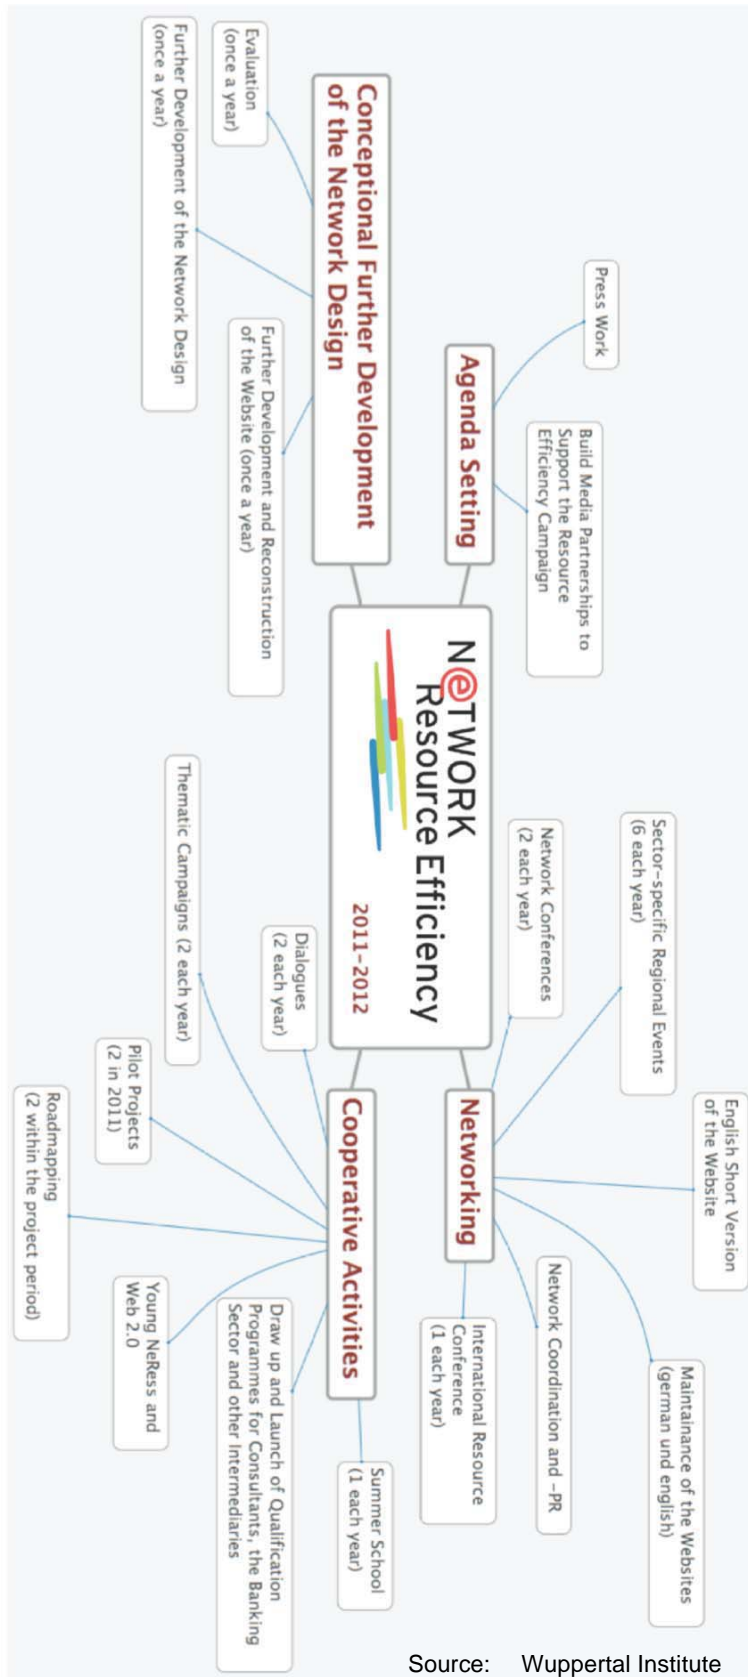 Press Work
Build Media Partnerships to
Support the Resource
Efficiency Campaign
Agenda Setting
Conceptional Further Development
of the Network Design
Evaluation
(once a year)
Further Development of the Network Design
(once a year)
Further Development and Reconstruction
of the Website (once a year)
N@TWORK
Resource Efficiency
2011-2012
English Short Version
of the Website
Sector-specific Regional Events
(6 each year)
Network Conferences
(2 each year)
Maintainance of the Websites
(german und english)
Network Coordination and -PR
Networking
International Resource
Conference
(1 each year)
Cooperative Activities
Summer School
(1 each year)
Dialogues
(2 each year)
Thematic Campaigns (2 each year)
Pilot Projects
(2 in 2011)
Roadmapping
(2 within the project period)
Young NeRess and
Web 2.0
Draw up and Launch of Qualification
Programmes for Consultants, the Banking
Sector and other Intermediaries
Source: Wuppertal Institute